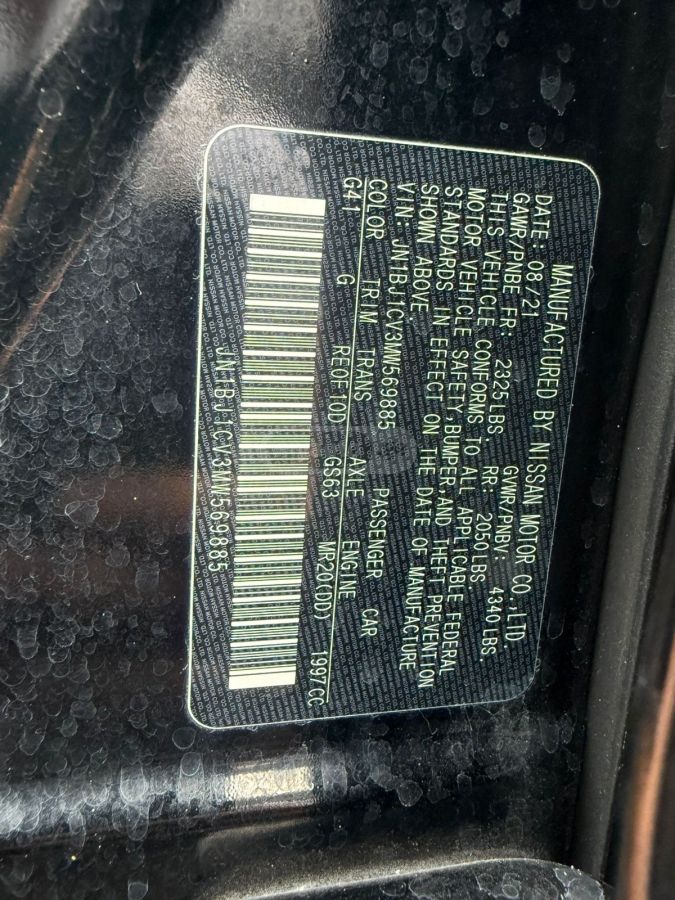 MANUFACTURED BY NISSAN MOTOR CO.,LTD.
DATE: 08/21 GVWR/PNBV: 4340 LBS.
GAWR/PNBE FR: 2325 LBS RR: 2050 LBS
THIS VEHICLE CONFORMS TO ALL APPLICABLE FEDERAL
MOTOR VEHICLE SAFETY, BUMPER, AND THEFT PREVENTION
STANDARDS IN EFFECT ON THE DATE OF MANUFACTURE
SHOWN ABOVE.
VIN: JN1BJ1CV3MW569885 PASSENGER CAR
COLOR TRIM TRANS AXLE ENGINE
G41 G RE0F10D GS63 MR20(DD) 1997CC
JN1BJ1CV3MW569885